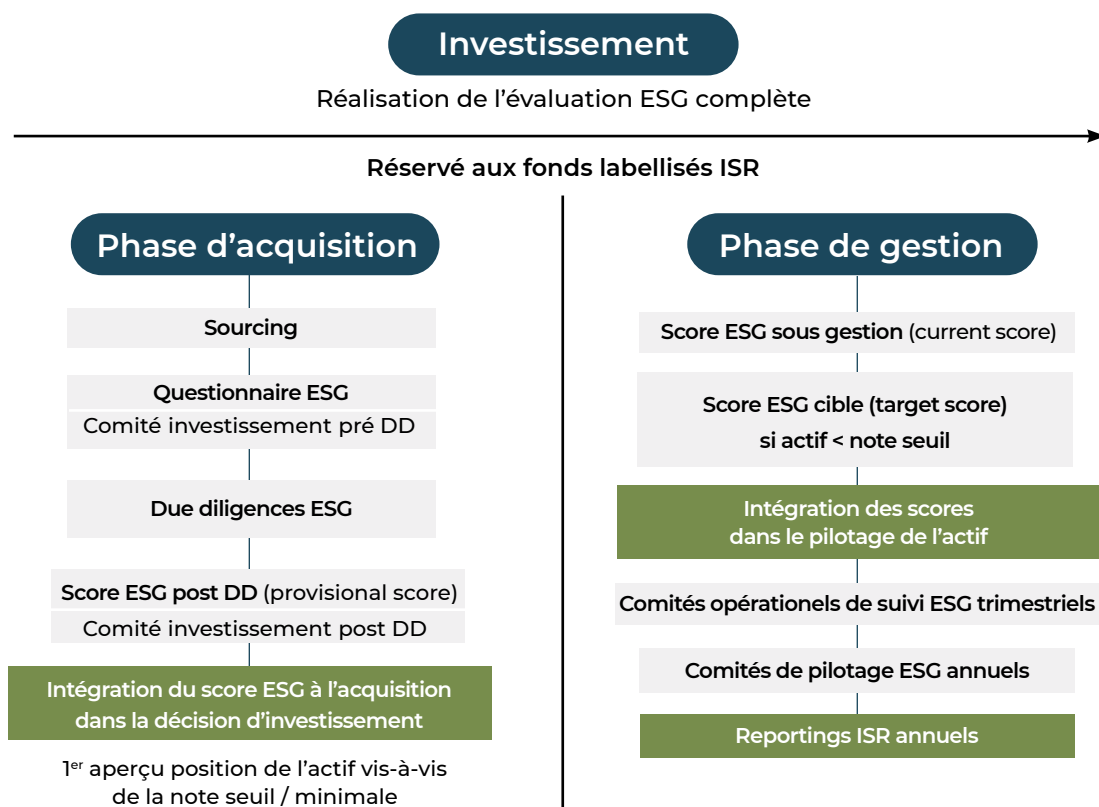 Investissement
Réalisation de l'évaluation ESG complète
Réservé aux fonds labellisés ISR
Phase d'acquisition
Sourcing
Questionnaire ESG
Comité investissement pré DD
Due diligences ESG
Score ESG post DD (provisional score)
Comité investissement post DD
Intégration du score ESG à l'acquisition
dans la décision d'investissement
1er aperçu position de l'actif vis-à-vis
de la note seuil / minimale
Phase de gestion
Score ESG sous gestion (current score)
Score ESG cible (target score)
si actif < note seuil
Intégration des scores
dans le pilotage de l'actif
Comités opérationels de suivi ESG trimestriels
Comités de pilotage ESG annuels
Reportings ISR annuels